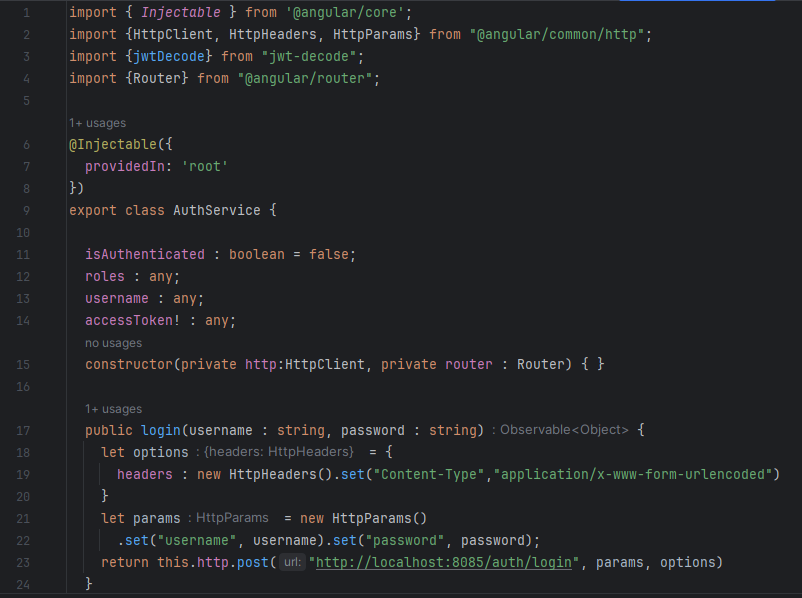 1 import { Injectable } from '@angular/core';
2 import {HttpClient, HttpHeaders, HttpParams} from "@angular/common/http";
3 import {jwtDecode} from "jwt-decode";
4 import {Router} from "@angular/router";
5
1+ usages
6 @Injectable({
7   providedIn: 'root'
8 })
9 export class AuthService {
10
11   isAuthenticated : boolean = false;
12   roles : any;
13   username : any;
14   accessToken! : any;
no usages
15   constructor(private http:HttpClient, private router : Router) { }
16
1+ usages
17   public login(username : string, password : string) : Observable<Object> {
18     let options : {headers: HttpHeaders} = {
19       headers : new HttpHeaders().set("Content-Type","application/x-www-form-urlencoded")
20     }
21     let params : HttpParams = new HttpParams()
22       .set("username", username).set("password", password);
23     return this.http.post( url: "http://localhost:8085/auth/login", params, options)
24   }